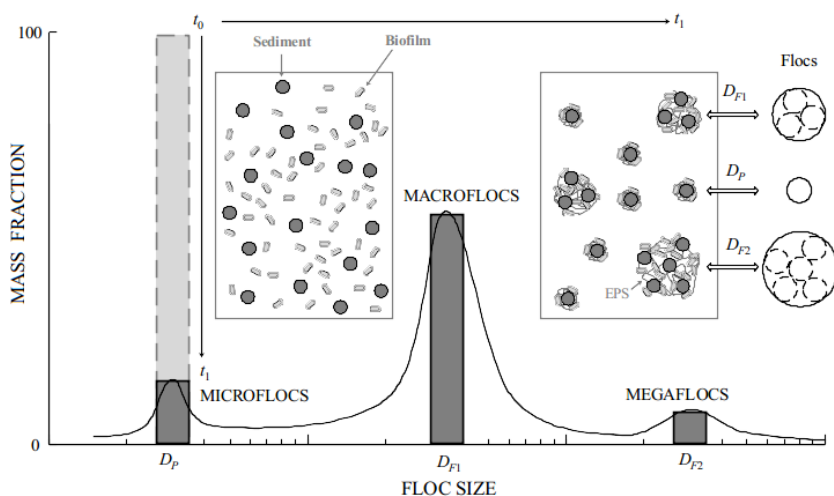 t0
t1
100
Sediment
Biofilm
Flocs
DF1
DP
DF2
EPS
MACROFLOCS
MASS FRACTION
t1
MICROFLOCS
MEGAFLOCS
0
DP
DF1
DF2
FLOC SIZE